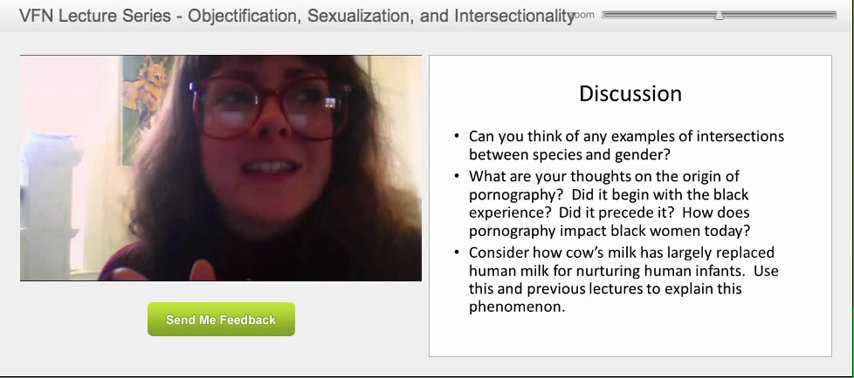 VFN Lecture Series - Objectification, Sexualization, and Intersectionality
Discussion
• Can you think of any examples of intersections
between species and gender?
• What are your thoughts on the origin of
pornography? Did it begin with the black
experience? Did it precede it? How does
pornography impact black women today?
• Consider how cow's milk has largely replaced
human milk for nurturing human infants. Use
this and previous lectures to explain this
phenomenon.
Send Me Feedback